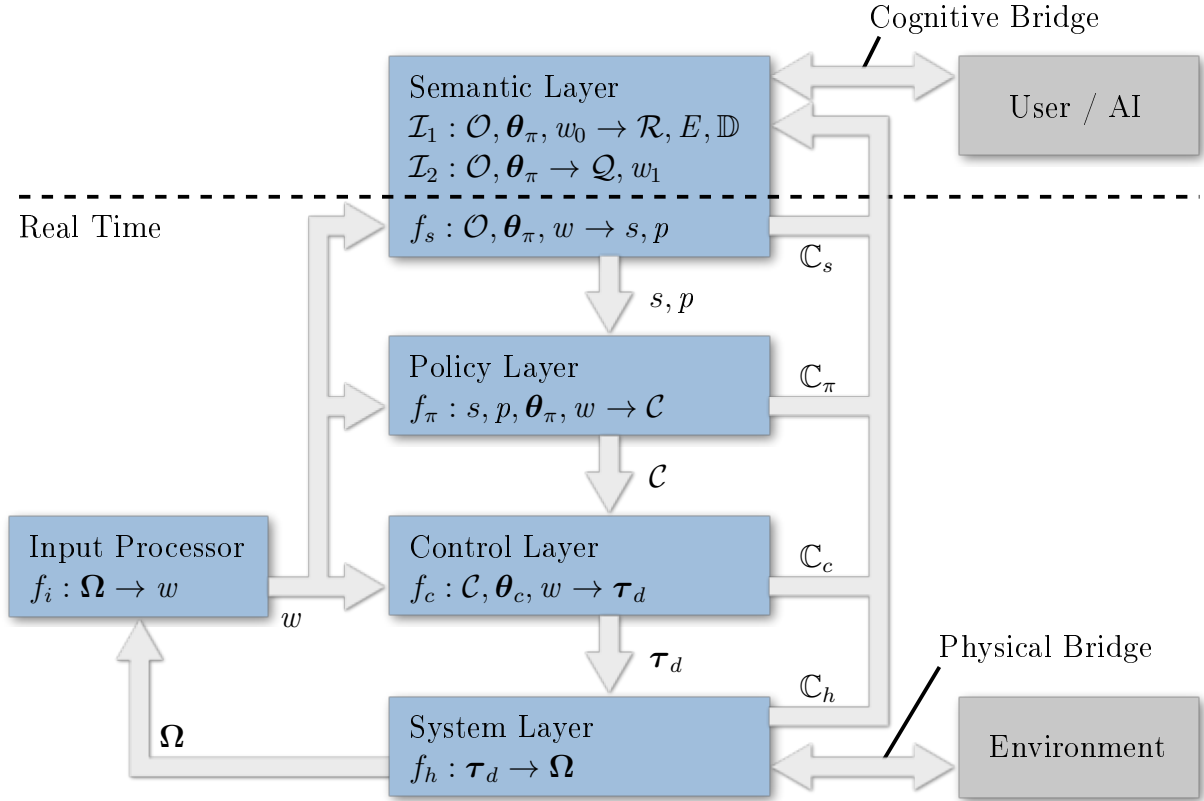 Cognitive Bridge
Semantic Layer
ℐ₁ : 𝒪, 𝜽_π, w₀ → ℛ, E, 𝔻
ℐ₂ : 𝒪, 𝜽_π → 𝒬, w₁
User / AI
Real Time
f_s : 𝒪, 𝜽_π, w → s, p
ℂ_s
s, p
Policy Layer
f_π : s, p, 𝜽_π, w → 𝒞
ℂ_π
𝒞
Input Processor
f_i : 𝛀 → w
w
Control Layer
f_c : 𝒞, 𝜽_c, w → 𝝉_d
ℂ_c
𝝉_d
Physical Bridge
ℂ_h
System Layer
f_h : 𝝉_d → 𝛀
𝛀
Environment